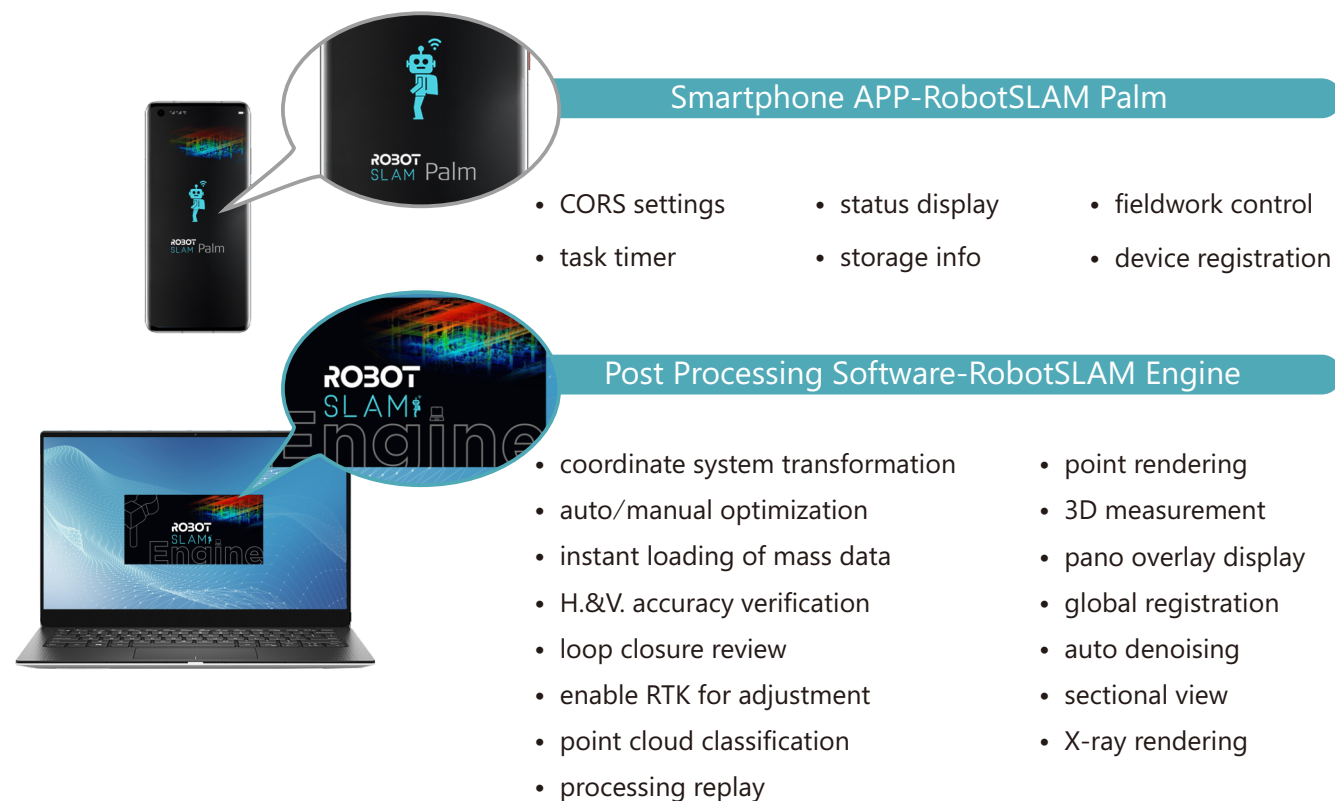 ROBOT
SLAM Palm
ROBOT
SLAM Palm
Smartphone APP-RobotSLAM Palm
• CORS settings
• status display
• fieldwork control
• task timer
• storage info
• device registration
ROBOT
SLAM
Engine
ROBOT
SLAM
Engine
Post Processing Software-RobotSLAM Engine
• coordinate system transformation
• auto/manual optimization
• instant loading of mass data
• H.&V. accuracy verification
• loop closure review
• enable RTK for adjustment
• point cloud classification
• processing replay
• point rendering
• 3D measurement
• pano overlay display
• global registration
• auto denoising
• sectional view
• X-ray rendering